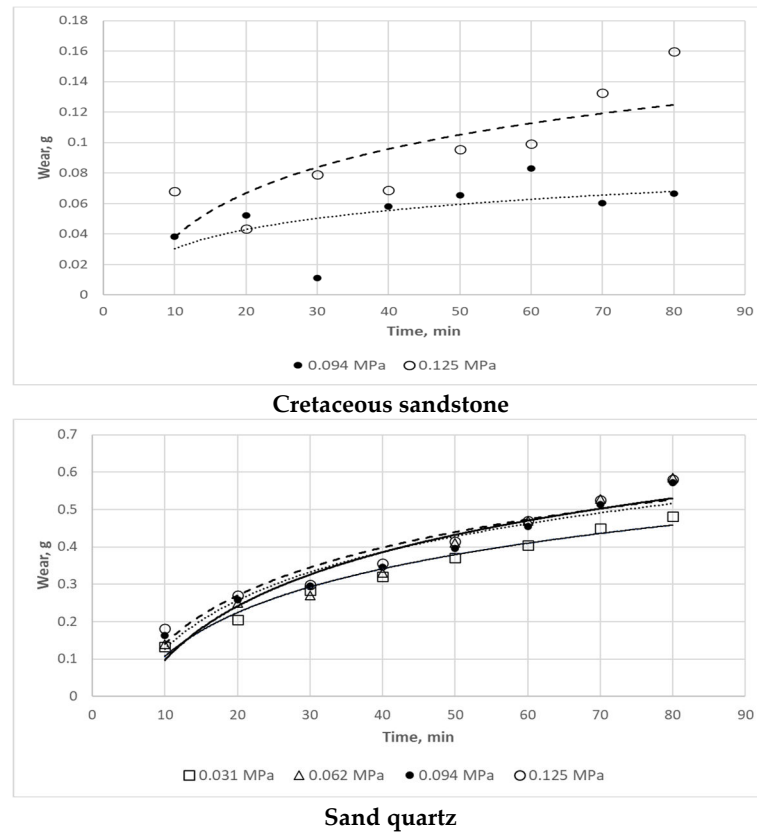 0.18
0.16
0.14
0.12
0.1
0.08
0.06
0.04
0.02
0
Wear, g
0 10 20 30 40 50 60 70 80 90
Time, min
0.094 MPa 0.125 MPa
Cretaceous sandstone
0.7
0.6
0.5
0.4
0.3
0.2
0.1
0
Wear, g
0 10 20 30 40 50 60 70 80 90
Time, min
0.031 MPa 0.062 MPa 0.094 MPa 0.125 MPa
Sand quartz